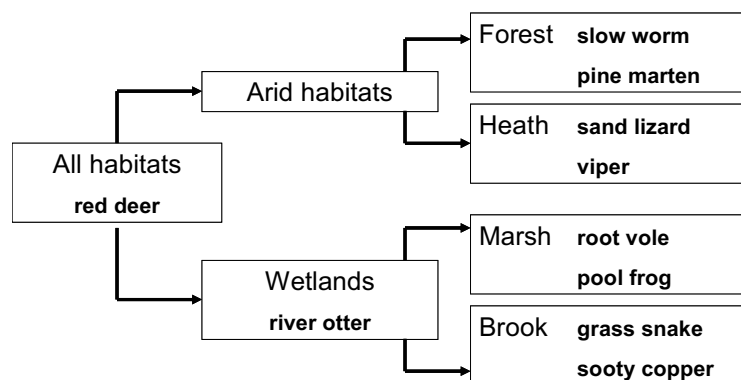 All habitats
red deer
Arid habitats
Wetlands
river otter
Forest slow worm
pine marten
Heath sand lizard
viper
Marsh root vole
pool frog
Brook grass snake
sooty copper